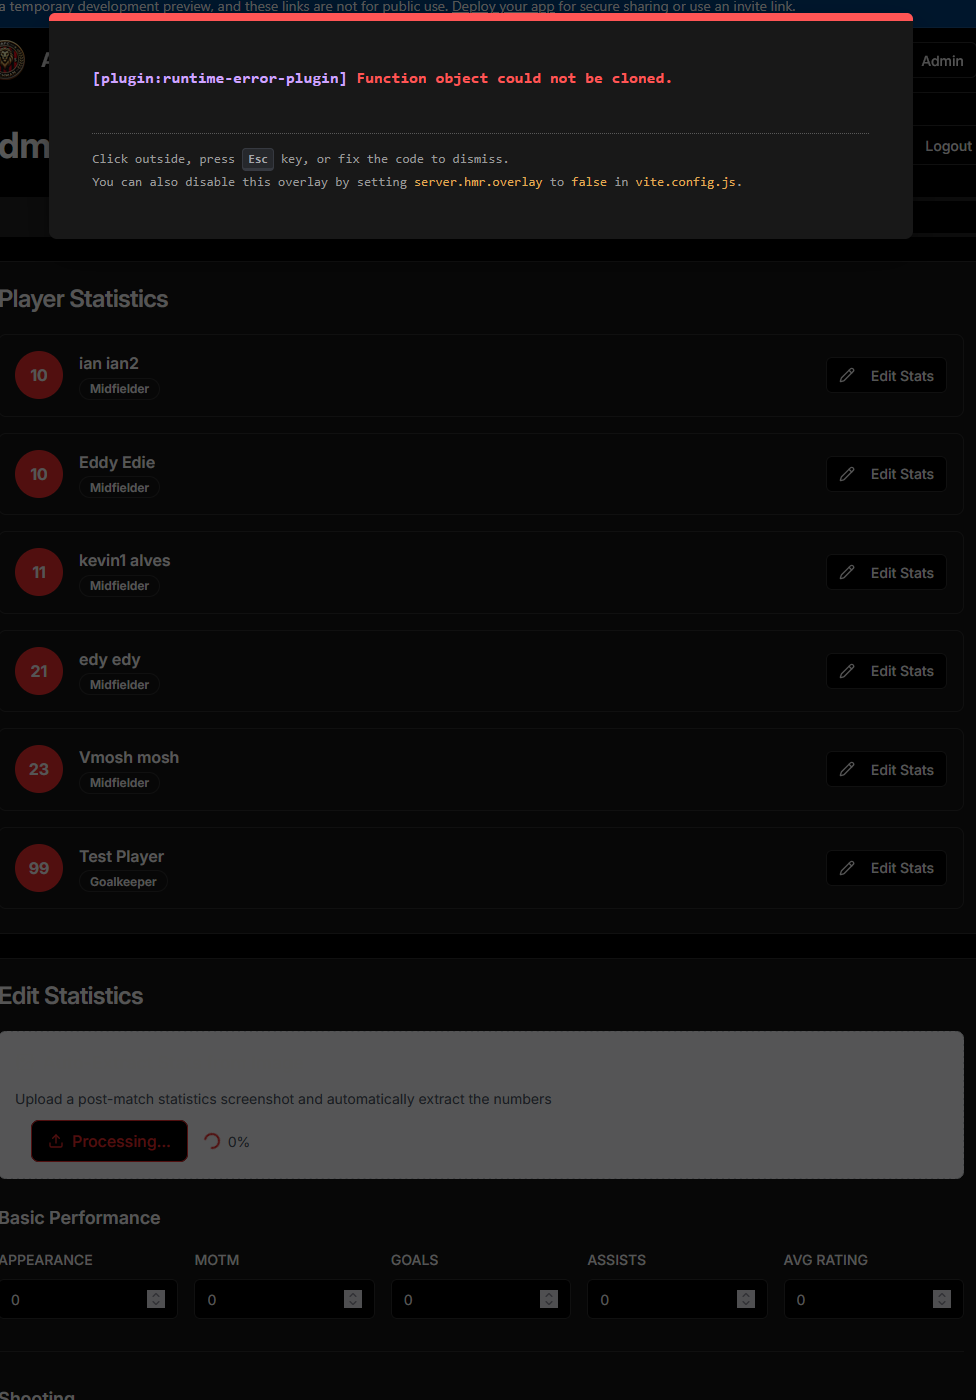 a temporary development preview, and these links are not for public use. Deploy your app for secure sharing or use an invite link.
[plugin:runtime-error-plugin] Function object could not be cloned.
Click outside, press Esc key, or fix the code to dismiss.
You can also disable this overlay by setting server.hmr.overlay to false in vite.config.js.
A
Admin
dm
Logout
Player Statistics
10
ian ian2
Midfielder
Edit Stats
10
Eddy Edie
Midfielder
Edit Stats
11
kevin1 alves
Midfielder
Edit Stats
21
edy edy
Midfielder
Edit Stats
23
Vmosh mosh
Midfielder
Edit Stats
99
Test Player
Goalkeeper
Edit Stats
Edit Statistics
Upload a post-match statistics screenshot and automatically extract the numbers
Processing...
0%
Basic Performance
APPEARANCE MOTM GOALS ASSISTS AVG RATING
0 0 0 0 0
Shooting